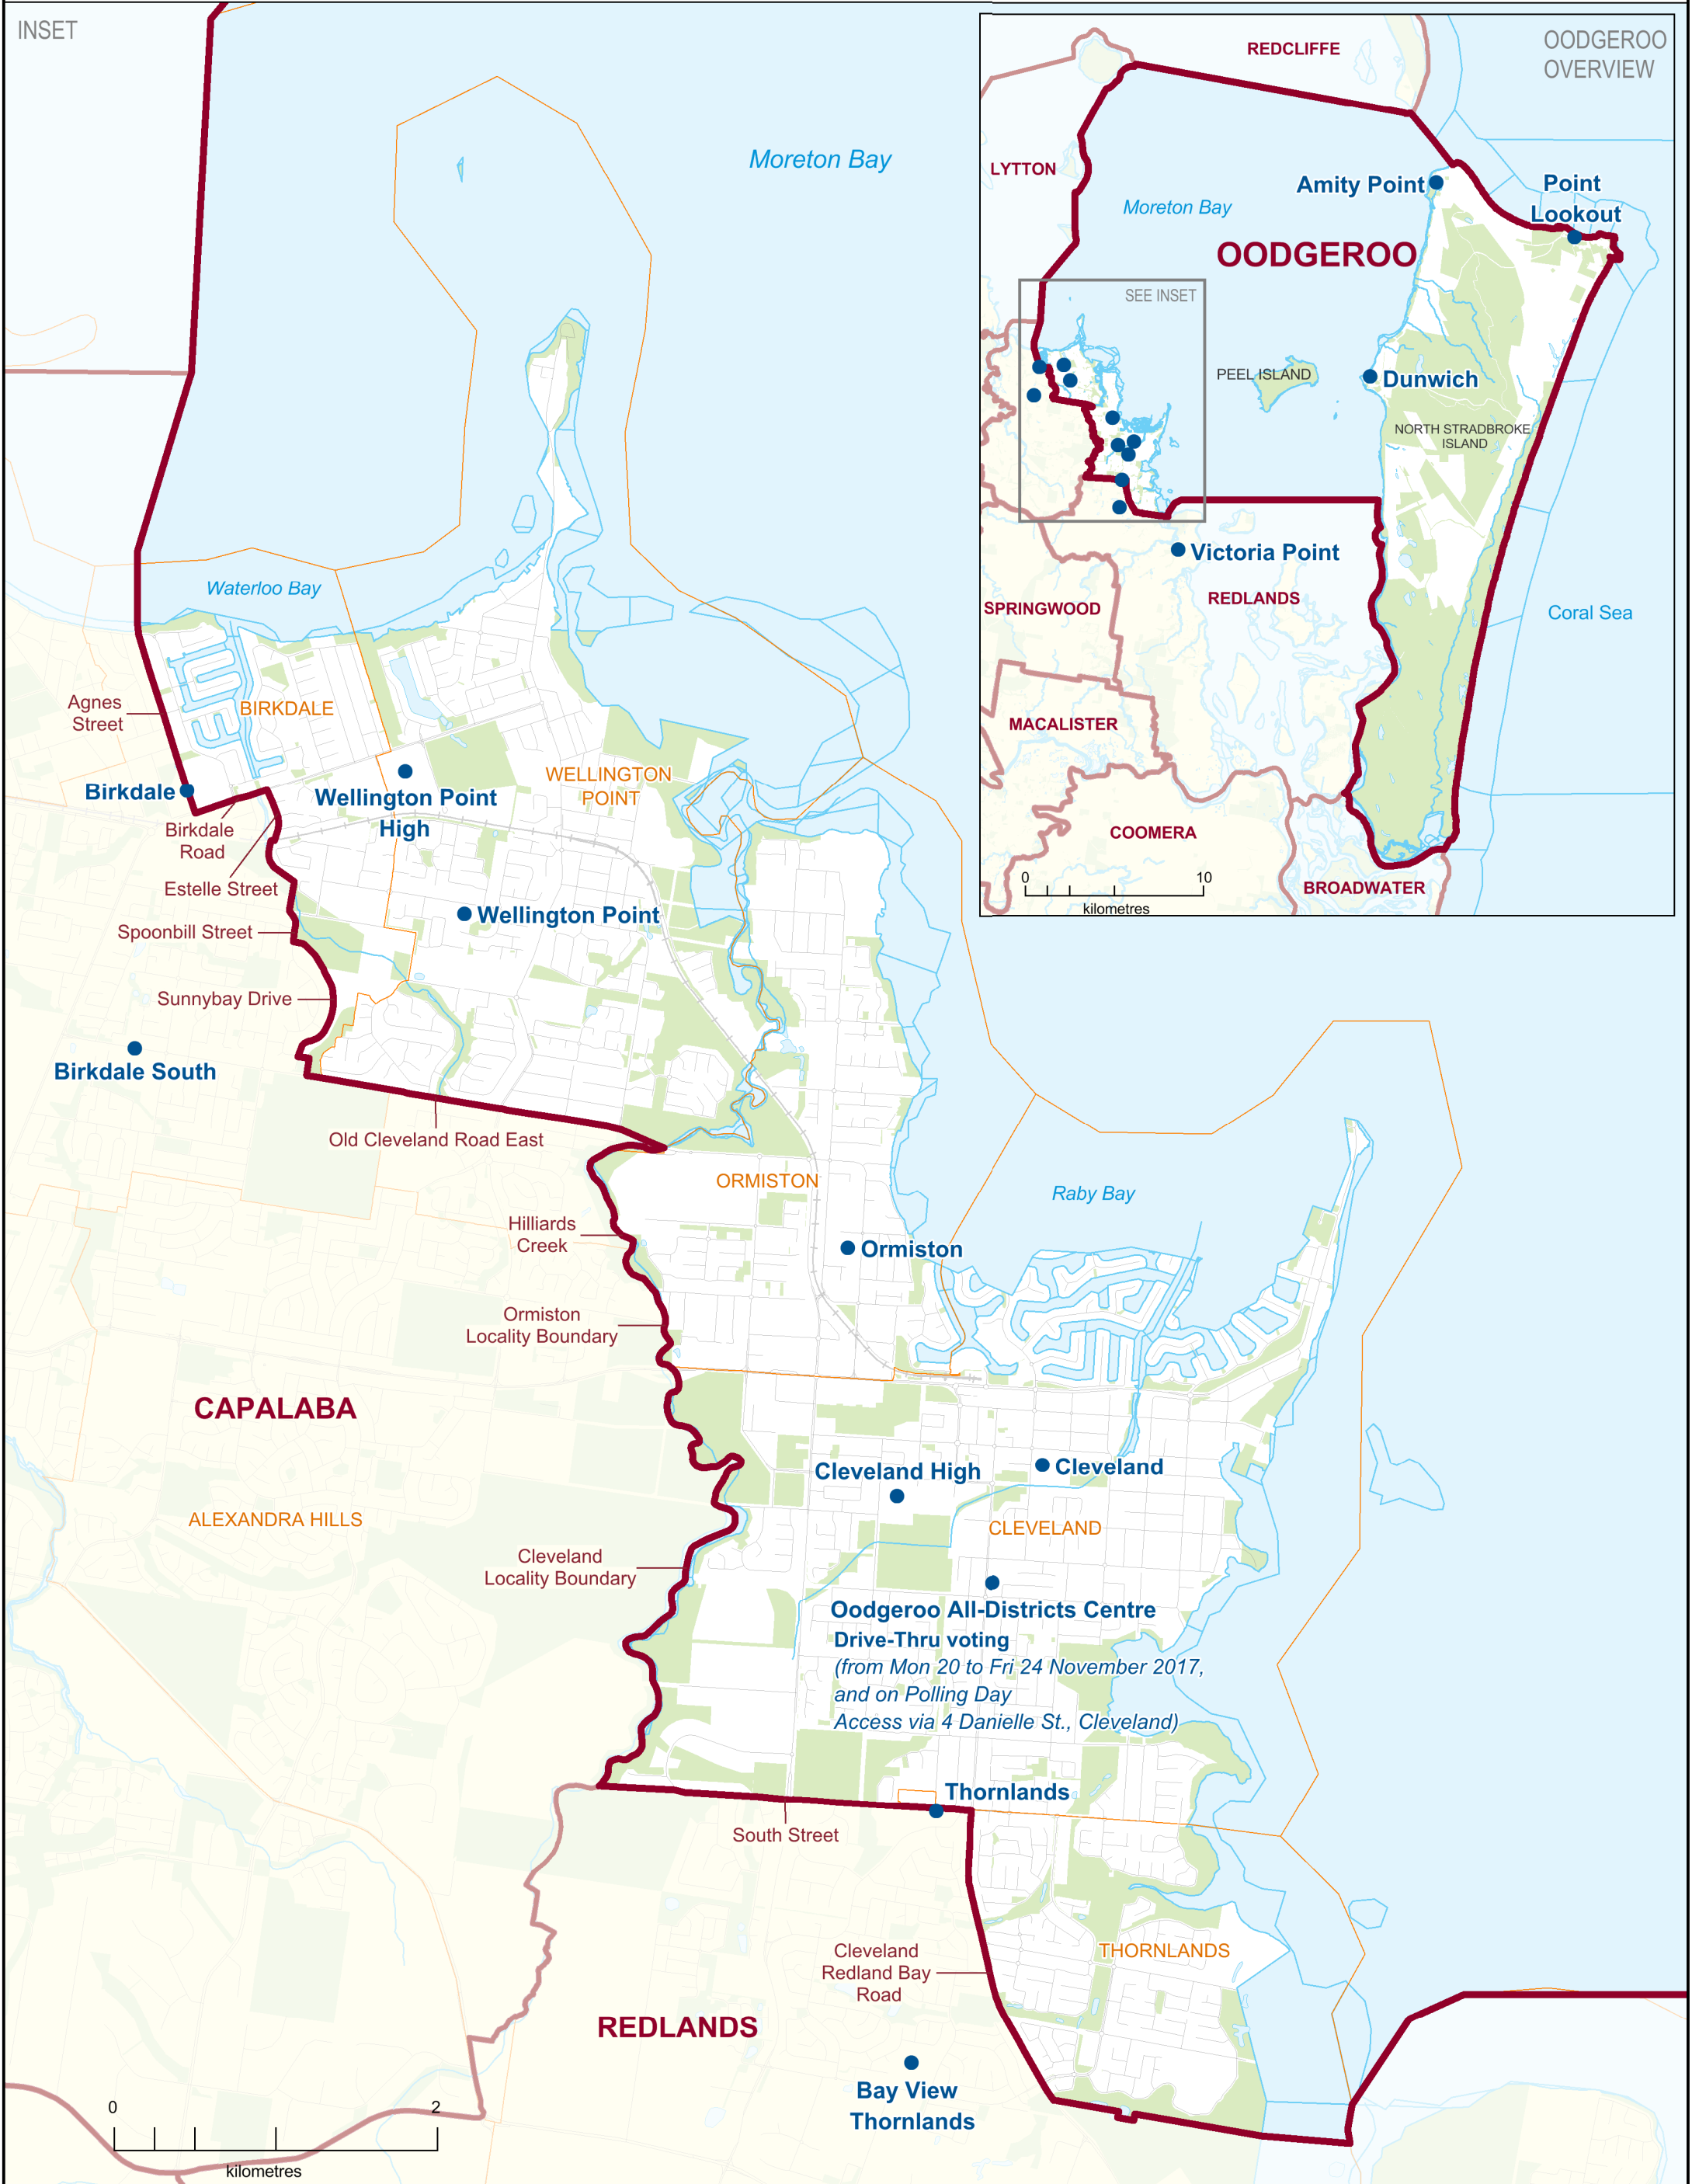 INSET
OODGEROO
OVERVIEW
REDCLIFFE
LYTTON
Moreton Bay
Amity Point
Point
Lookout
OODGEROO
SEE INSET
PEEL ISLAND
Dunwich
NORTH STRADBROKE
ISLAND
Victoria Point
SPRINGWOOD
REDLANDS
Coral Sea
MACALISTER
COOMERA
BROADWATER
0
10
kilometres
Moreton Bay
Waterloo Bay
Agnes
Street
BIRKDALE
WELLINGTON
POINT
Birkdale
Wellington Point
High
Birkdale
Road
Estelle Street
Wellington Point
Spoonbill Street
Sunnybay Drive
Birkdale South
Old Cleveland Road East
ORMISTON
Raby Bay
Hilliards
Creek
Ormiston
Ormiston
Locality Boundary
CAPALABA
Cleveland High
Cleveland
ALEXANDRA HILLS
CLEVELAND
Cleveland
Locality Boundary
Oodgeroo All-Districts Centre
Drive-Thru voting
(from Mon 20 to Fri 24 November 2017,
and on Polling Day
Access via 4 Danielle St., Cleveland)
Thornlands
South Street
Cleveland
Redland Bay
Road
THORNLANDS
REDLANDS
Bay View
Thornlands
0
2
kilometres